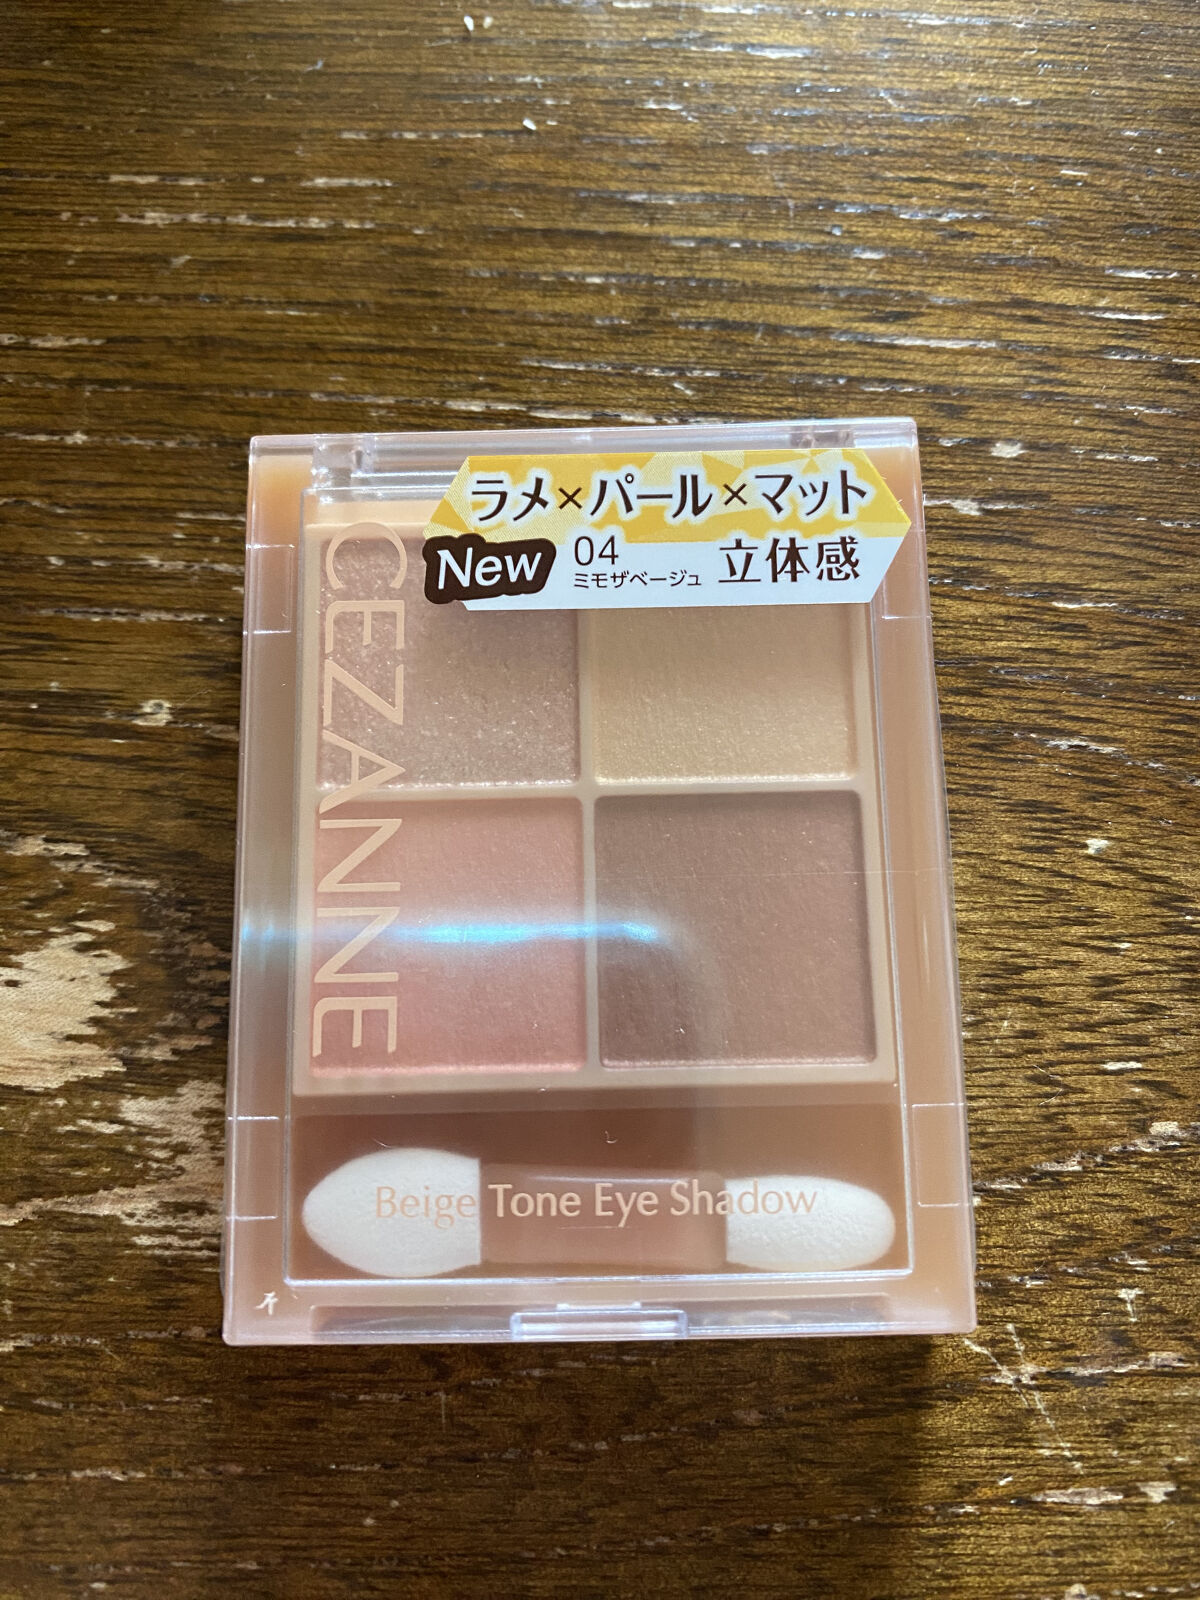 ラメ×パール×マット
New 04 立体感
ミモザベージュ
CEZANNE
Beige Tone Eye Shadow